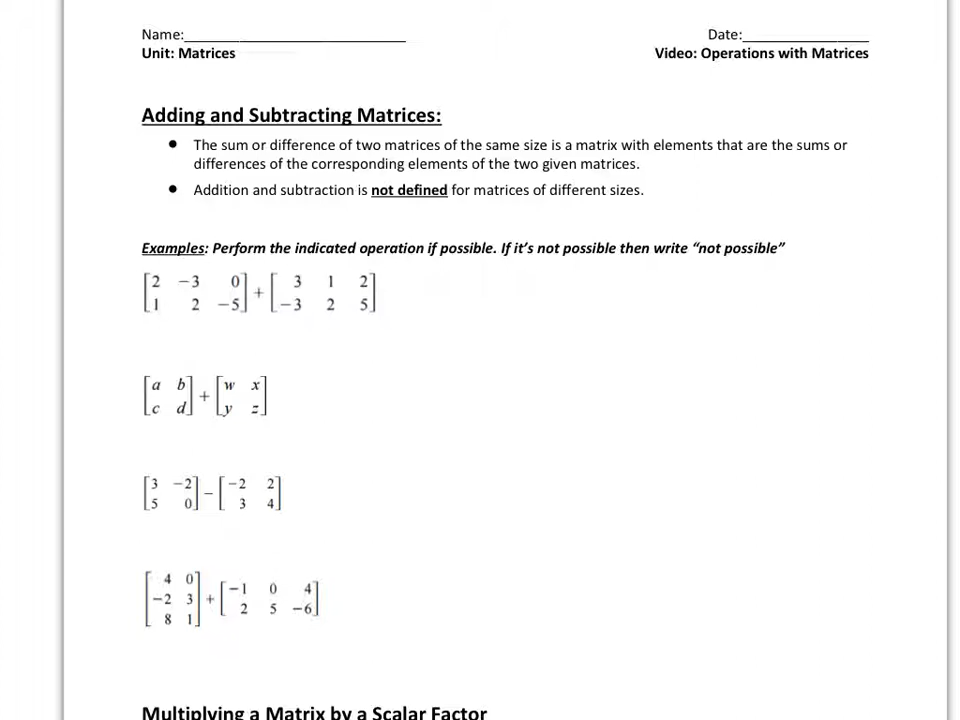 Name:____________________________ Date:________________
Unit: Matrices Video: Operations with Matrices
Adding and Subtracting Matrices:
● The sum or difference of two matrices of the same size is a matrix with elements that are the sums or
differences of the corresponding elements of the two given matrices.
● Addition and subtraction is not defined for matrices of different sizes.
Examples: Perform the indicated operation if possible. If it's not possible then write “not possible”
[2 −3 0] + [3 1 2]
[1 2 −5] [−3 2 5]
[a b] + [w x]
[c d] [y z]
[3 −2] − [−2 2]
[5 0] [3 4]
[4 0]
[−2 3] + [−1 0 4]
[8 1] [2 5 −6]
Multiplying a Matrix by a Scalar Factor